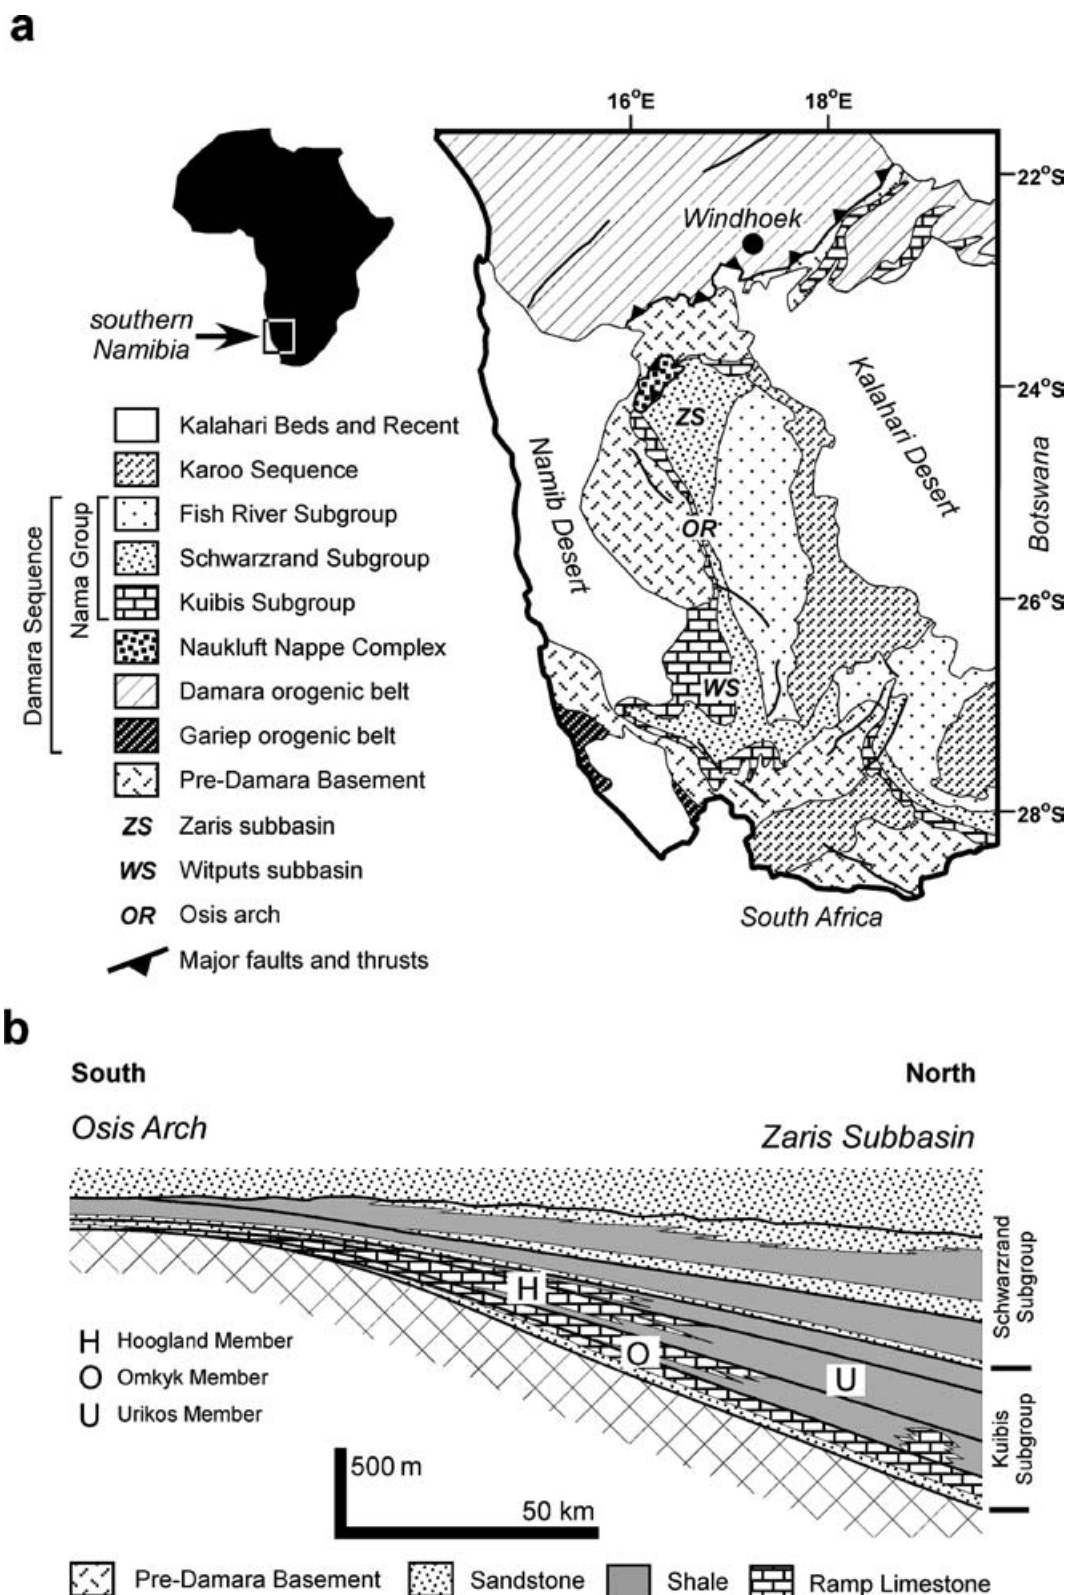 a
16°E 18°E
22°S
Windhoek
southern
Namibia
24°S
Kalahari Desert
ZS
Namib Desert
Botswana
OR
26°S
WS
28°S
South Africa
Kalahari Beds and Recent
Karoo Sequence
Fish River Subgroup
Schwarzrand Subgroup
Kuibis Subgroup
Naukluft Nappe Complex
Damara orogenic belt
Gariep orogenic belt
Pre-Damara Basement
ZS Zaris subbasin
WS Witputs subbasin
OR Osis arch
Major faults and thrusts
Damara Sequence
Nama Group
b
South North
Osis Arch Zaris Subbasin
H
O
U
Schwarzrand
Subgroup
Kuibis
Subgroup
H Hoogland Member
O Omkyk Member
U Urikos Member
500 m
50 km
Pre-Damara Basement Sandstone Shale Ramp Limestone